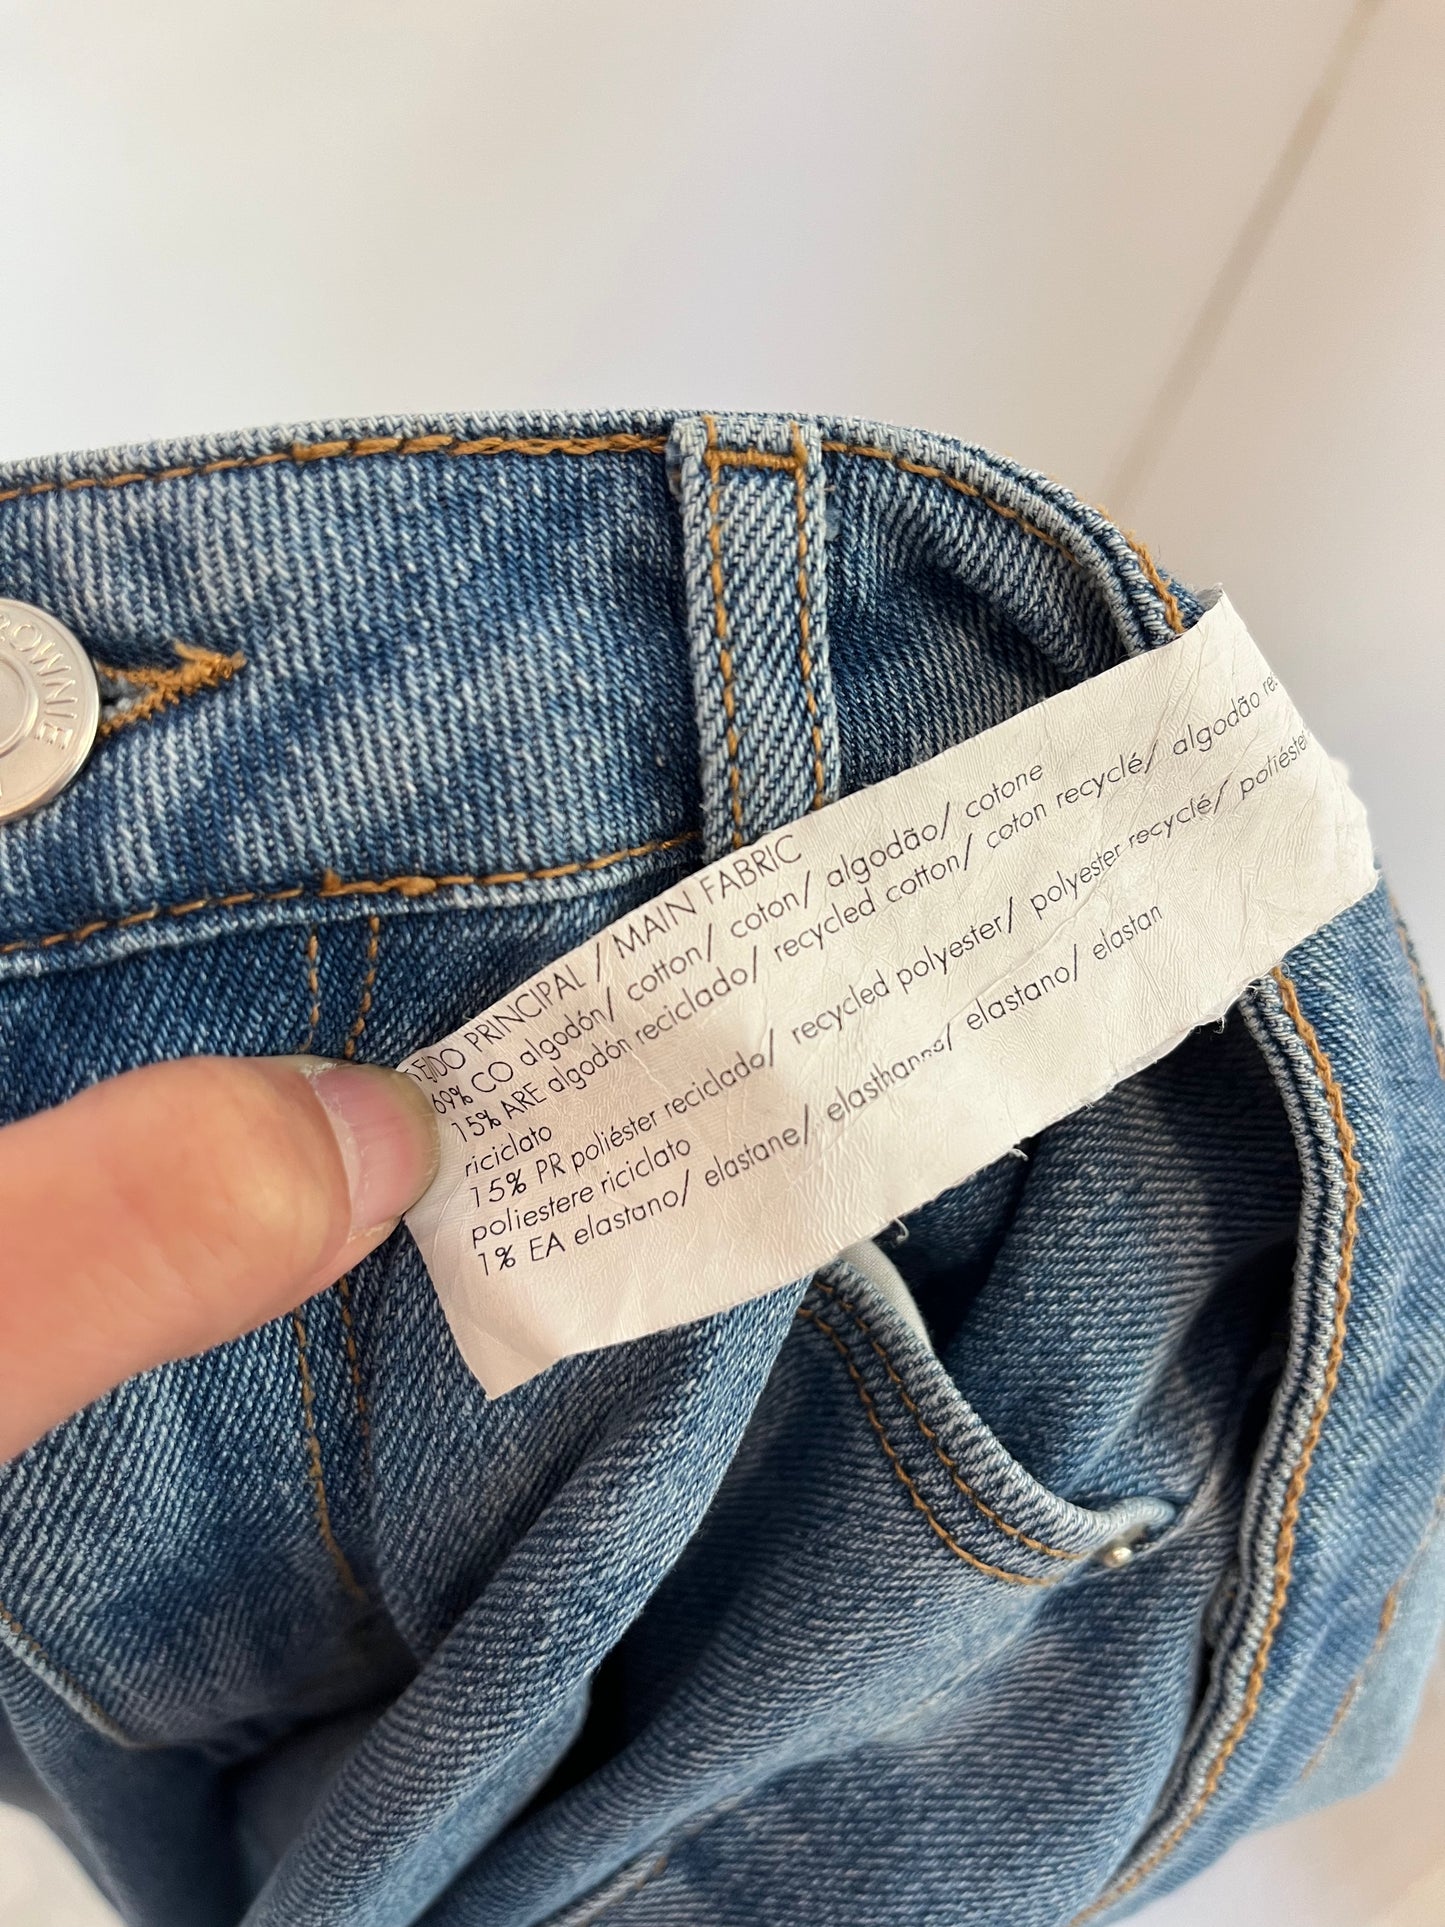 TEJIDO PRINCIPAL / MAIN FABRIC
69% CO algodón/ cotton/ coton/ algodão/ cotone
15% ARE algodón reciclado/ recycled cotton/ coton recyclé/ algodão
riciclato
15% PR poliéster reciclado/ recycled polyester/ polyester recyclé/ poliéster
poliestere riciclato
1% EA elastano/ elastane/ elasthanne/ elastano/ elastan